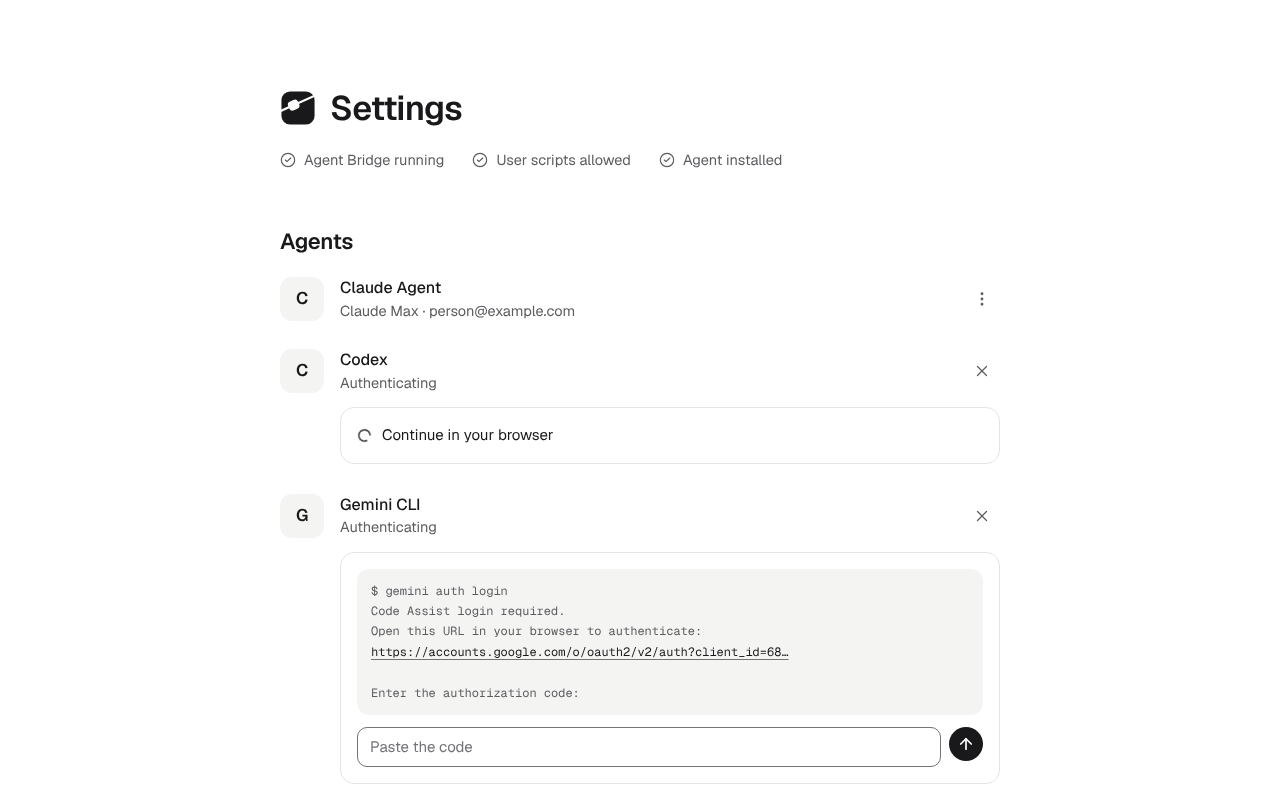 Settings
Agent Bridge running
User scripts allowed
Agent installed
Agents
C
Claude Agent
Claude Max · person@example.com
C
Codex
Authenticating
Continue in your browser
G
Gemini CLI
Authenticating
$ gemini auth login
Code Assist login required.
Open this URL in your browser to authenticate:
https://accounts.google.com/o/oauth2/v2/auth?client_id=68…
Enter the authorization code:
Paste the code